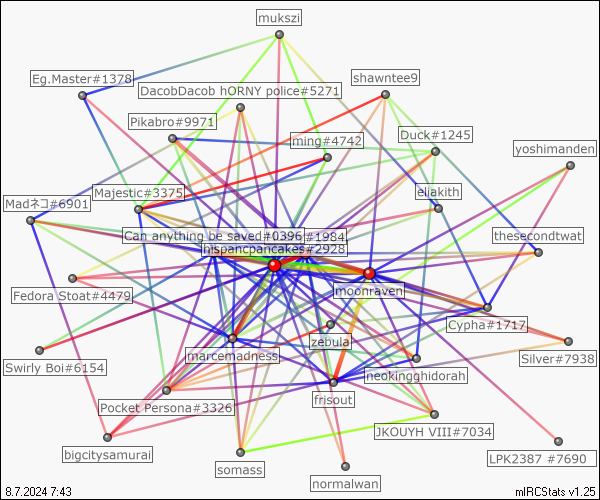 mukszi
Eg.Master#1378
shawntee9
DacobDacob hORNY police#5271
Pikabro#9971
ming#4742
Duck#1245
yoshimanden
Majestic#3375
eliakith
Madネコ#6901
Can anything be saved#0396
#1984
hispancpancakes#2928
thesecondtwat
Fedora Stoat#4479
moonraven
Cypha#1717
zebula
marcemadness
Silver#7938
Swirly Boi#6154
neokingghidorah
Pocket Persona#3326
frisout
JKOUYH VIII#7034
bigcitysamurai
somass
LPK2387 #7690
normalwan
8.7.2024 7:43
mIRCStats v1.25